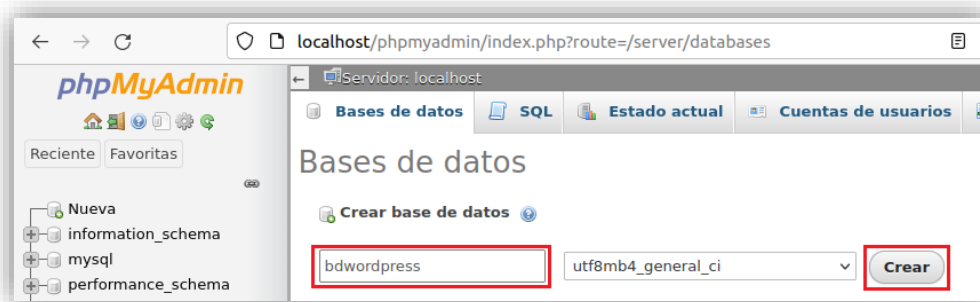 localhost/phpmyadmin/index.php?route=/server/databases
phpMyAdmin
Reciente Favoritas
Nueva
information_schema
mysql
performance_schema
Servidor: localhost
Bases de datos SQL Estado actual Cuentas de usuarios
Bases de datos
Crear base de datos
bdwordpress utf8mb4_general_ci Crear